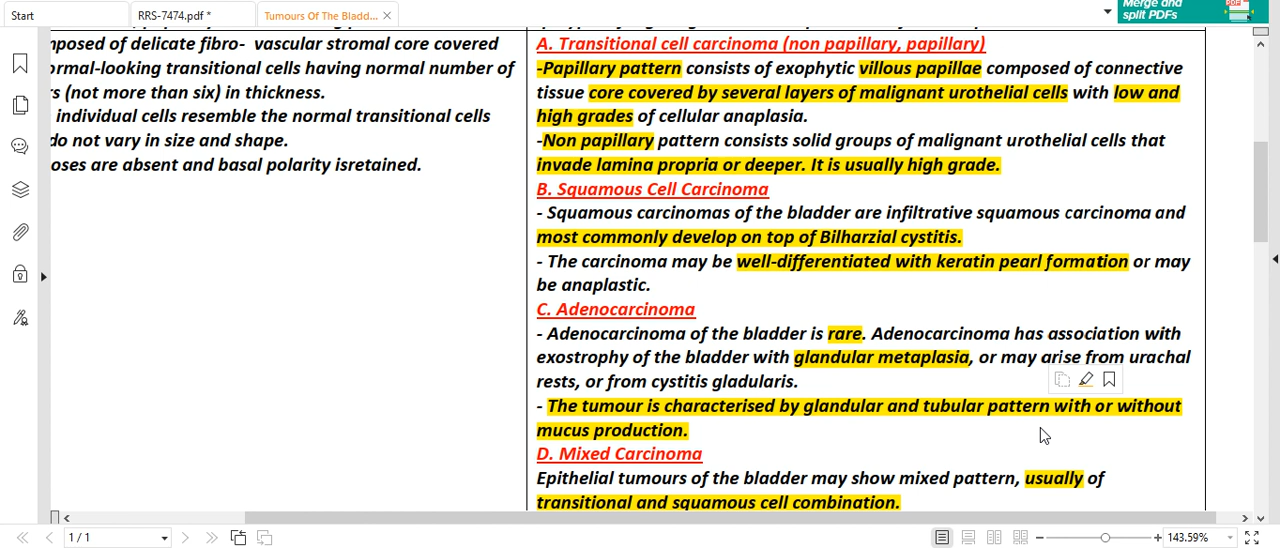 Start
RRS-7474.pdf *
Tumours Of The Bladd...
Merge and
split PDFs
PDF
mposed of delicate fibro- vascular stromal core covered
ormal-looking transitional cells having normal number of
rs (not more than six) in thickness.
individual cells resemble the normal transitional cells
do not vary in size and shape.
oses are absent and basal polarity isretained.
A. Transitional cell carcinoma (non papillary, papillary)
-Papillary pattern consists of exophytic villous papillae composed of connective
tissue core covered by several layers of malignant urothelial cells with low and
high grades of cellular anaplasia.
-Non papillary pattern consists solid groups of malignant urothelial cells that
invade lamina propria or deeper. It is usually high grade.
B. Squamous Cell Carcinoma
- Squamous carcinomas of the bladder are infiltrative squamous carcinoma and
most commonly develop on top of Bilharzial cystitis.
- The carcinoma may be well-differentiated with keratin pearl formation or may
be anaplastic.
C. Adenocarcinoma
- Adenocarcinoma of the bladder is rare. Adenocarcinoma has association with
exostrophy of the bladder with glandular metaplasia, or may arise from urachal
rests, or from cystitis gladularis.
- The tumour is characterised by glandular and tubular pattern with or without
mucus production.
D. Mixed Carcinoma
Epithelial tumours of the bladder may show mixed pattern, usually of
transitional and squamous cell combination.
1 / 1
143.59%